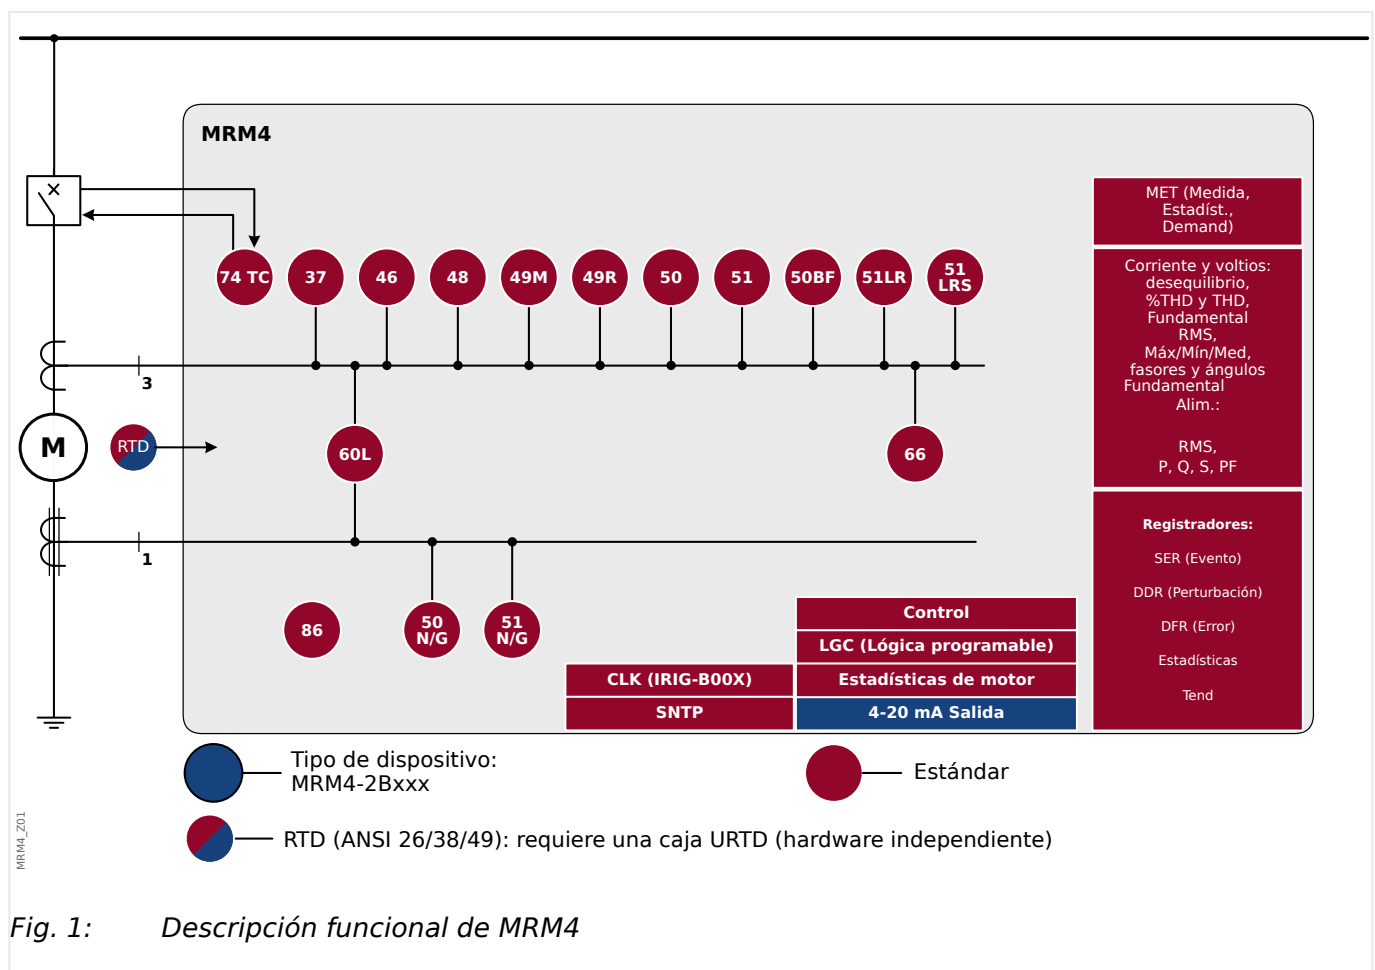 MRM4
MET (Medida,
Estadíst.,
Demand)
74 TC
37
46
48
49M
49R
50
51
50BF
51LR
51
LRS
Corriente y voltios:
desequilibrio,
%THD y THD,
Fundamental
RMS,
Máx/Mín/Med,
fasores y ángulos
Fundamental
Alim.:
RMS,
P, Q, S, PF
3
M
RTD
60L
66
1
Registradores:
SER (Evento)
DDR (Perturbación)
DFR (Error)
Estadísticas
Tend
86
50
N/G
51
N/G
Control
LGC (Lógica programable)
CLK (IRIG-B00X)
Estadísticas de motor
SNTP
4-20 mA Salida
Tipo de dispositivo:
MRM4-2Bxxx
Estándar
RTD (ANSI 26/38/49): requiere una caja URTD (hardware independiente)
MRM4_Z01
Fig. 1: Descripción funcional de MRM4